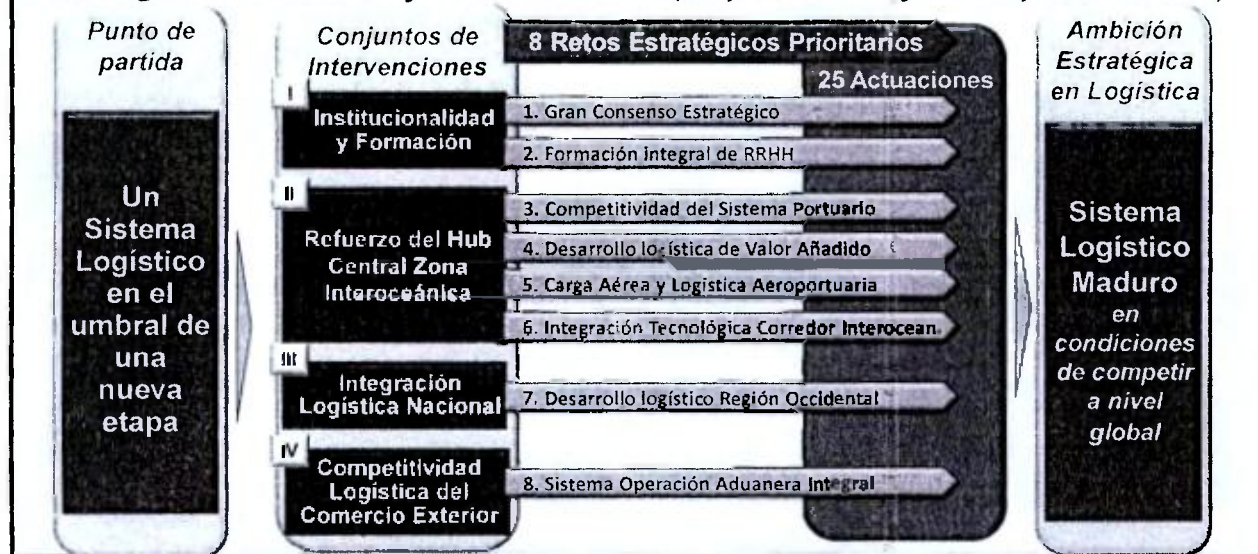 Punto de
partida
Un
Sistema
Logístico
en el
umbral de
una
nueva
etapa
Conjuntos de
Intervenciones
I
Institucionalidad
y Formación
II
Refuerzo del Hub
Central Zona
Interoceánica
III
Integración
Logística Nacional
IV
Competitividad
Logística del
Comercio Exterior
8 Retos Estratégicos Prioritarios
25 Actuaciones
1. Gran Consenso Estratégico
2. Formación integral de RRHH
3. Competitividad del Sistema Portuario
4. Desarrollo logística de Valor Añadido
5. Carga Aérea y Logística Aeroportuaria
6. Integración Tecnológica Corredor Interocean.
7. Desarrollo logístico Región Occidental
8. Sistema Operación Aduanera Integral
Ambición
Estratégica
en Logística
Sistema
Logístico
Maduro
en
condiciones
de competir
a nivel
global